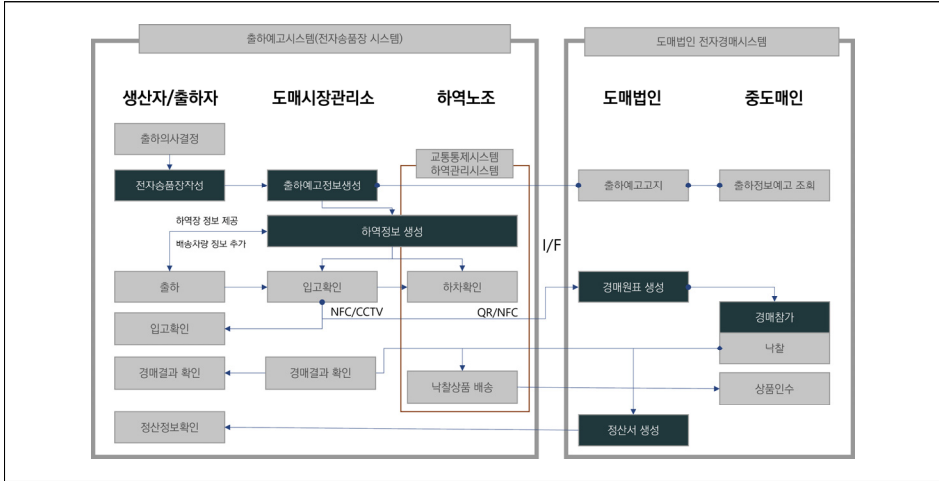 출하예고시스템(전자송품장 시스템)
도매법인 전자경매시스템
생산자/출하자
도매시장관리소
하역노조
도매법인
중도매인
출하의사결정
교통통제시스템
하역관리시스템
전자송품장작성
출하예고정보생성
출하예고고지
출하정보예고 조회
하역장 정보 제공
배송차량 정보 추가
하역정보 생성
I/F
출하
입고확인
하차확인
경매원표 생성
NFC/CCTV
QR/NFC
입고확인
경매참가
낙찰
경매결과 확인
경매결과 확인
낙찰상품 배송
상품인수
정산정보확인
정산서 생성